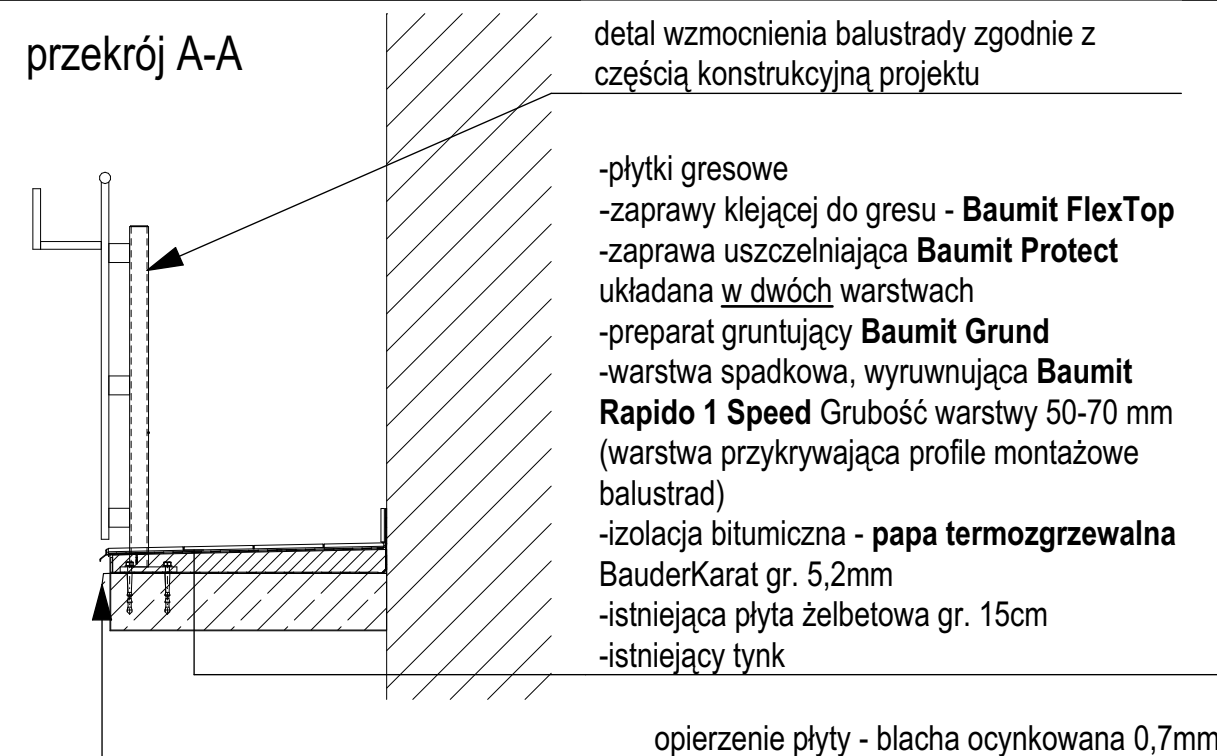 przekrój A-A
detal wzmocnienia balustrady zgodnie z
częścią konstrukcyjną projektu
-płytki gresowe
-zaprawy klejącej do gresu - Baumit FlexTop
-zaprawa uszczelniająca Baumit Protect
układana w dwóch warstwach
-preparat gruntujący Baumit Grund
-warstwa spadkowa, wyruwnująca Baumit
Rapido 1 Speed Grubość warstwy 50-70 mm
(warstwa przykrywająca profile montażowe
balustrad)
-izolacja bitumiczna - papa termozgrzewalna
BauderKarat gr. 5,2mm
-istniejąca płyta żelbetowa gr. 15cm
-istniejący tynk
opierzenie płyty - blacha ocynkowana 0,7mm